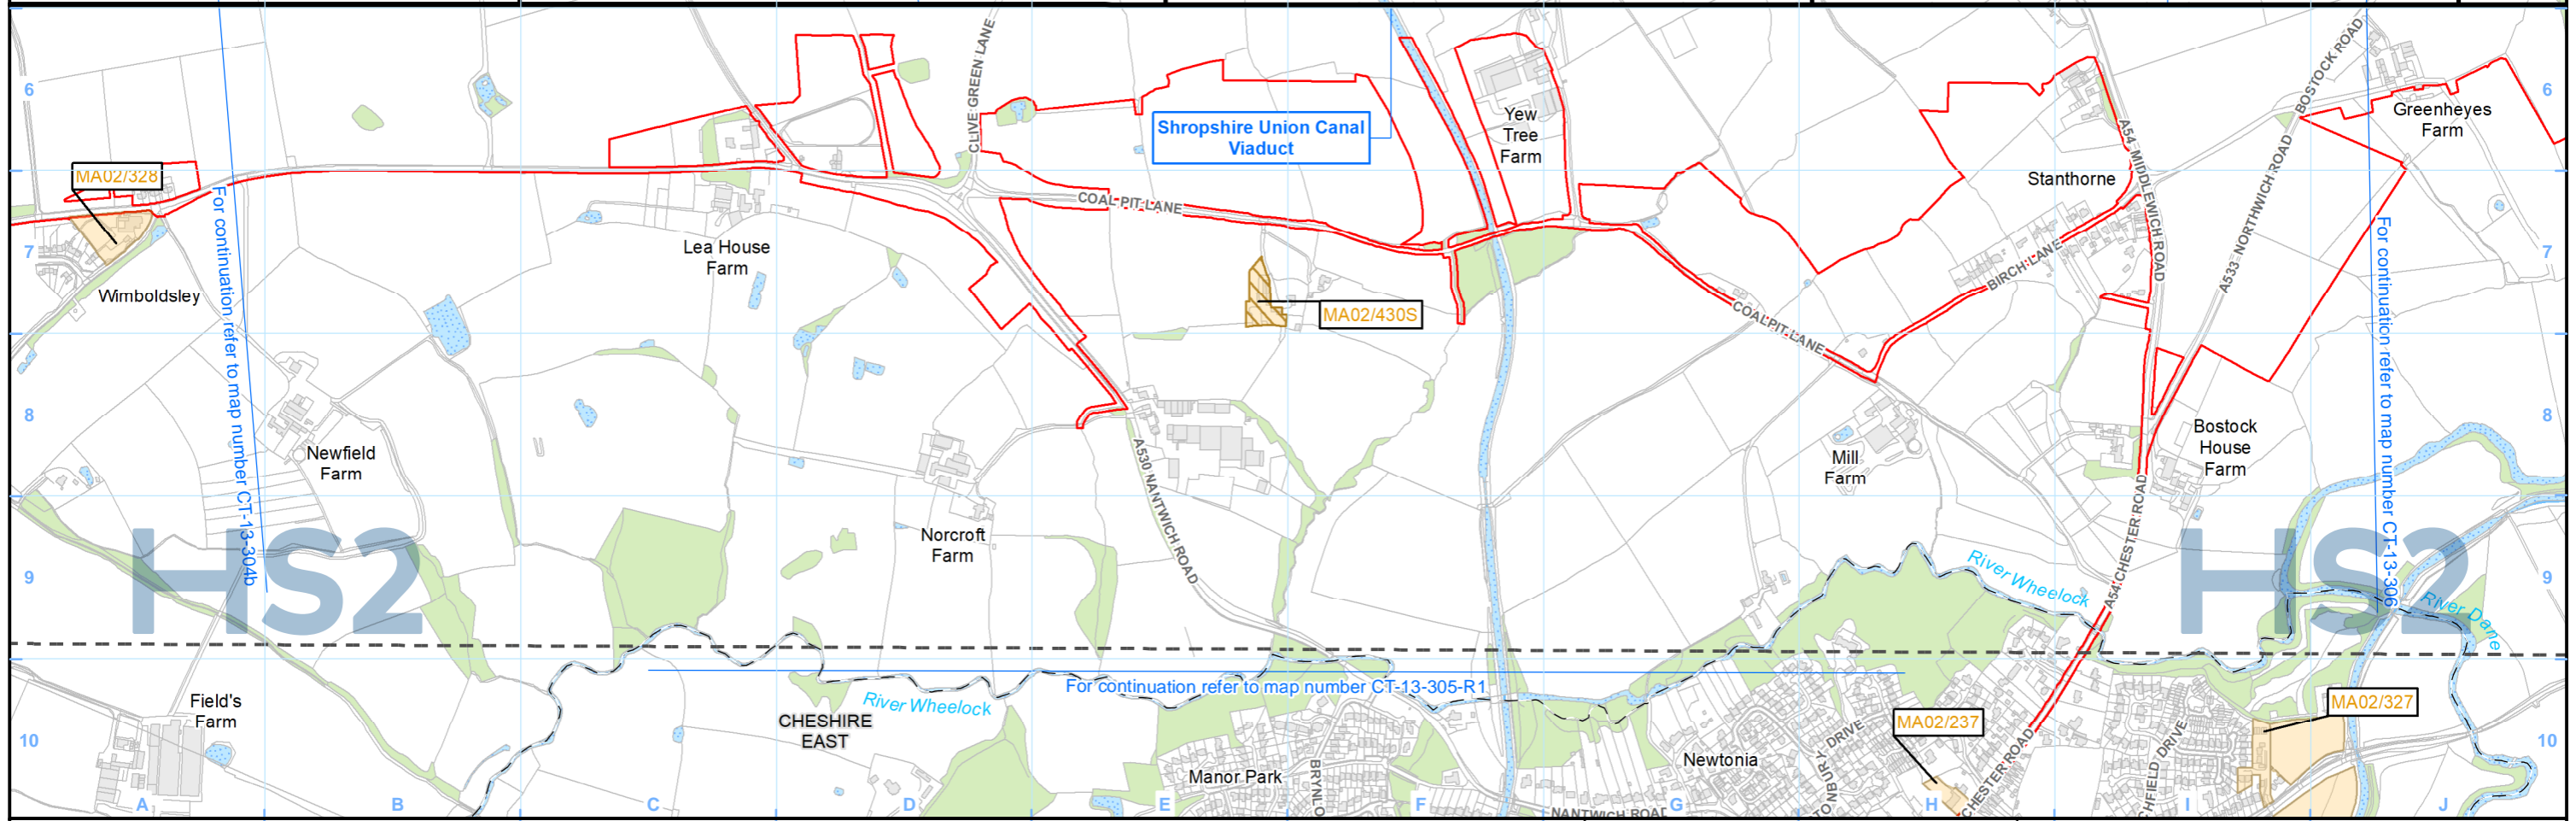 6
CLIVE GREEN LANE
Shropshire Union Canal
Viaduct
Yew
Tree
Farm
A54 MIDDLEWICH ROAD
BOSTOCK ROAD
Greenheyes
Farm
6
MA02/328
Stanthorne
COAL PIT LANE
A533 NORTHWICH ROAD
7
Wimboldsley
For continuation refer to map number CT-13-304b
Lea House
Farm
MA02/430S
COALPIT LANE
BIRCH LANE
For continuation refer to map number CT-13-306
7
8
Newfield
Farm
A530 NANTWICH ROAD
Mill
Farm
Bostock
House
Farm
8
Norcroft
Farm
A54 CHESTER ROAD
9
HS2
River Wheelock
HS2
River Dane
9
For continuation refer to map number CT-13-305-R1
Field's
Farm
River Wheelock
CHESHIRE
EAST
MA02/237
MA02/327
10
Manor Park
BRYNLO
Newtonia
TONBURY DRIVE
CHESTER ROAD
HFIELD DRIVE
10
NANTWICH ROAD
A
B
C
D
E
F
G
H
I
J